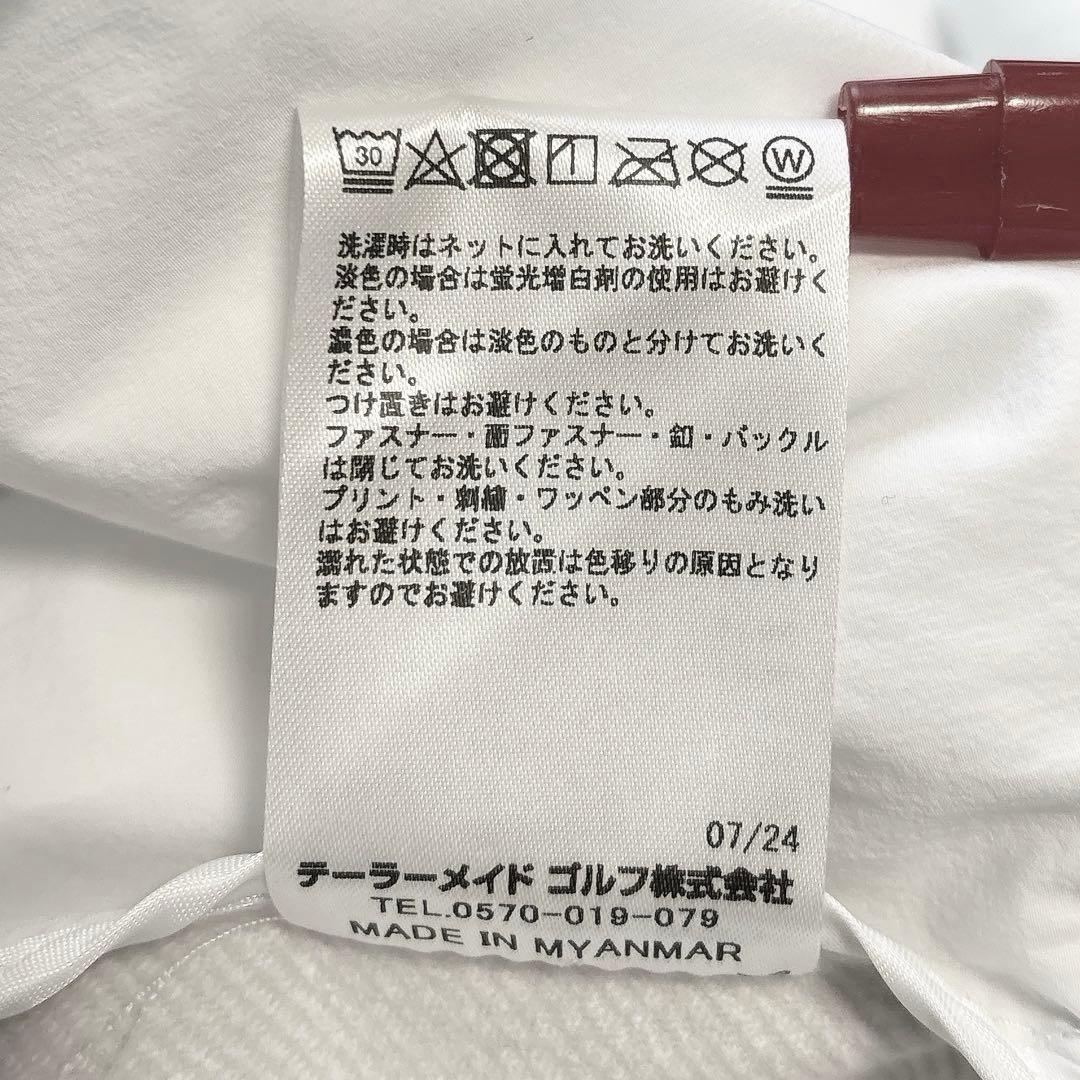 30 W
洗濯時はネットに入れてお洗いください。
淡色の場合は蛍光増白剤の使用はお避けく
ださい。
濃色の場合は淡色のものと分けてお洗いく
ださい。
つけ置きはお避けください。
ファスナー・面ファスナー・釦・バックル
は閉じてお洗いください。
プリント・刺繍・ワッペン部分のもみ洗い
はお避けください。
濡れた状態での放置は色移りの原因となり
ますのでお避けください。
07/24
テーラーメイド ゴルフ株式会社
TEL.0570-019-079
MADE IN MYANMAR